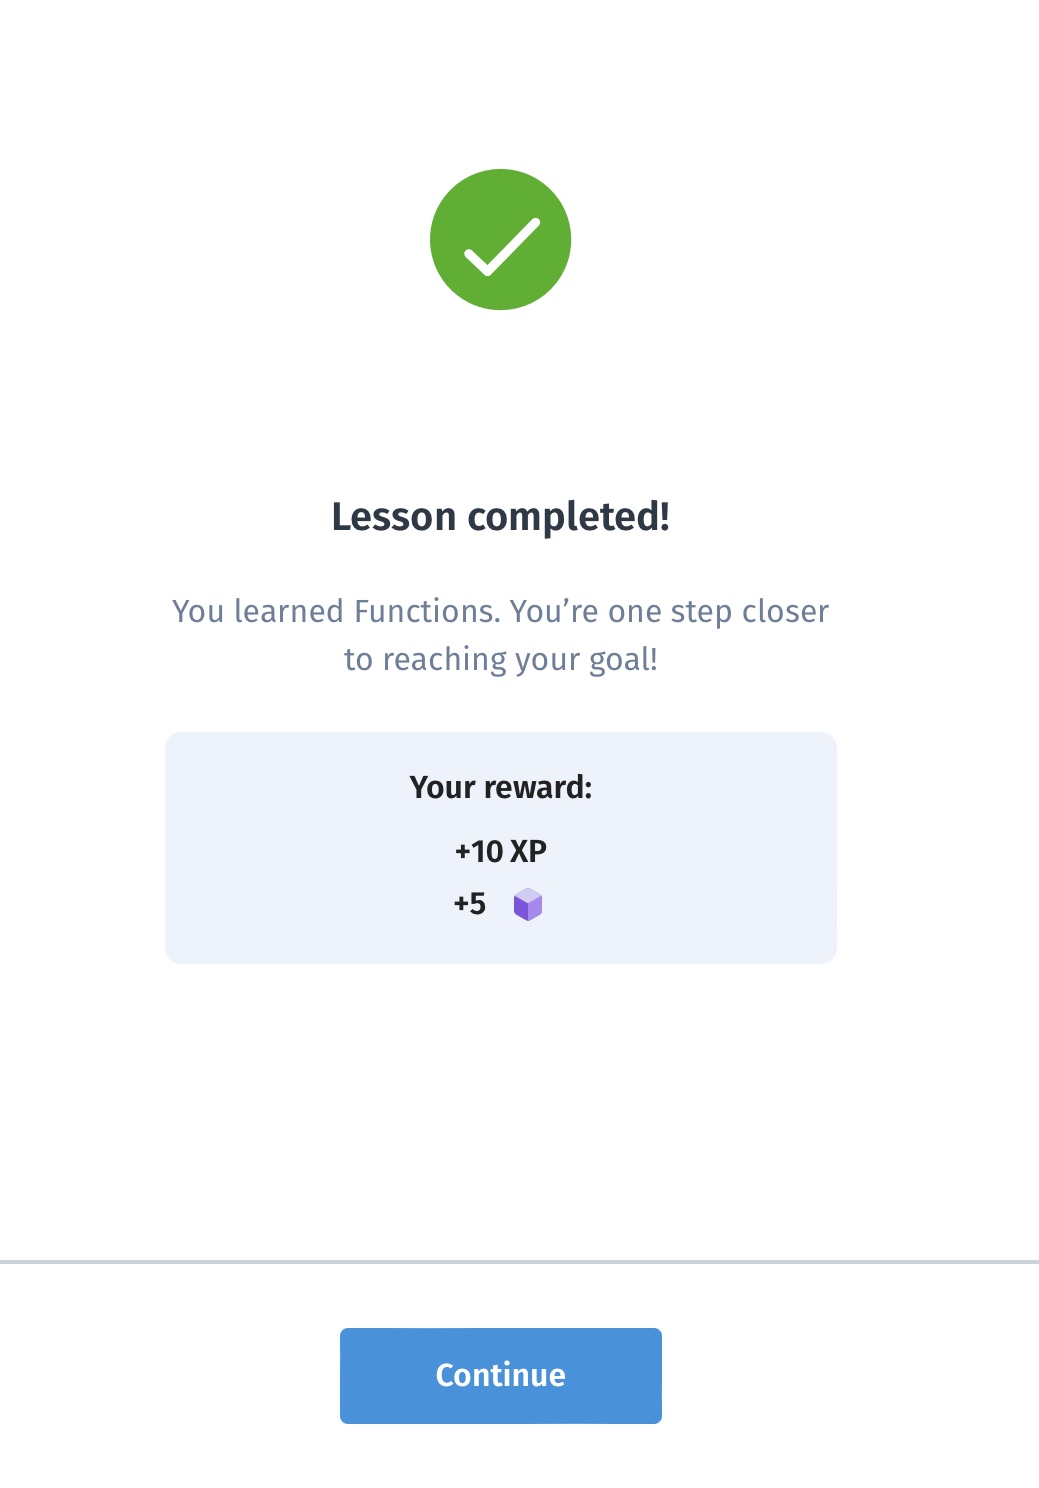 Lesson completed!
You learned Functions. You’re one step closer
to reaching your goal!
Your reward:
+10 XP
+5
Continue